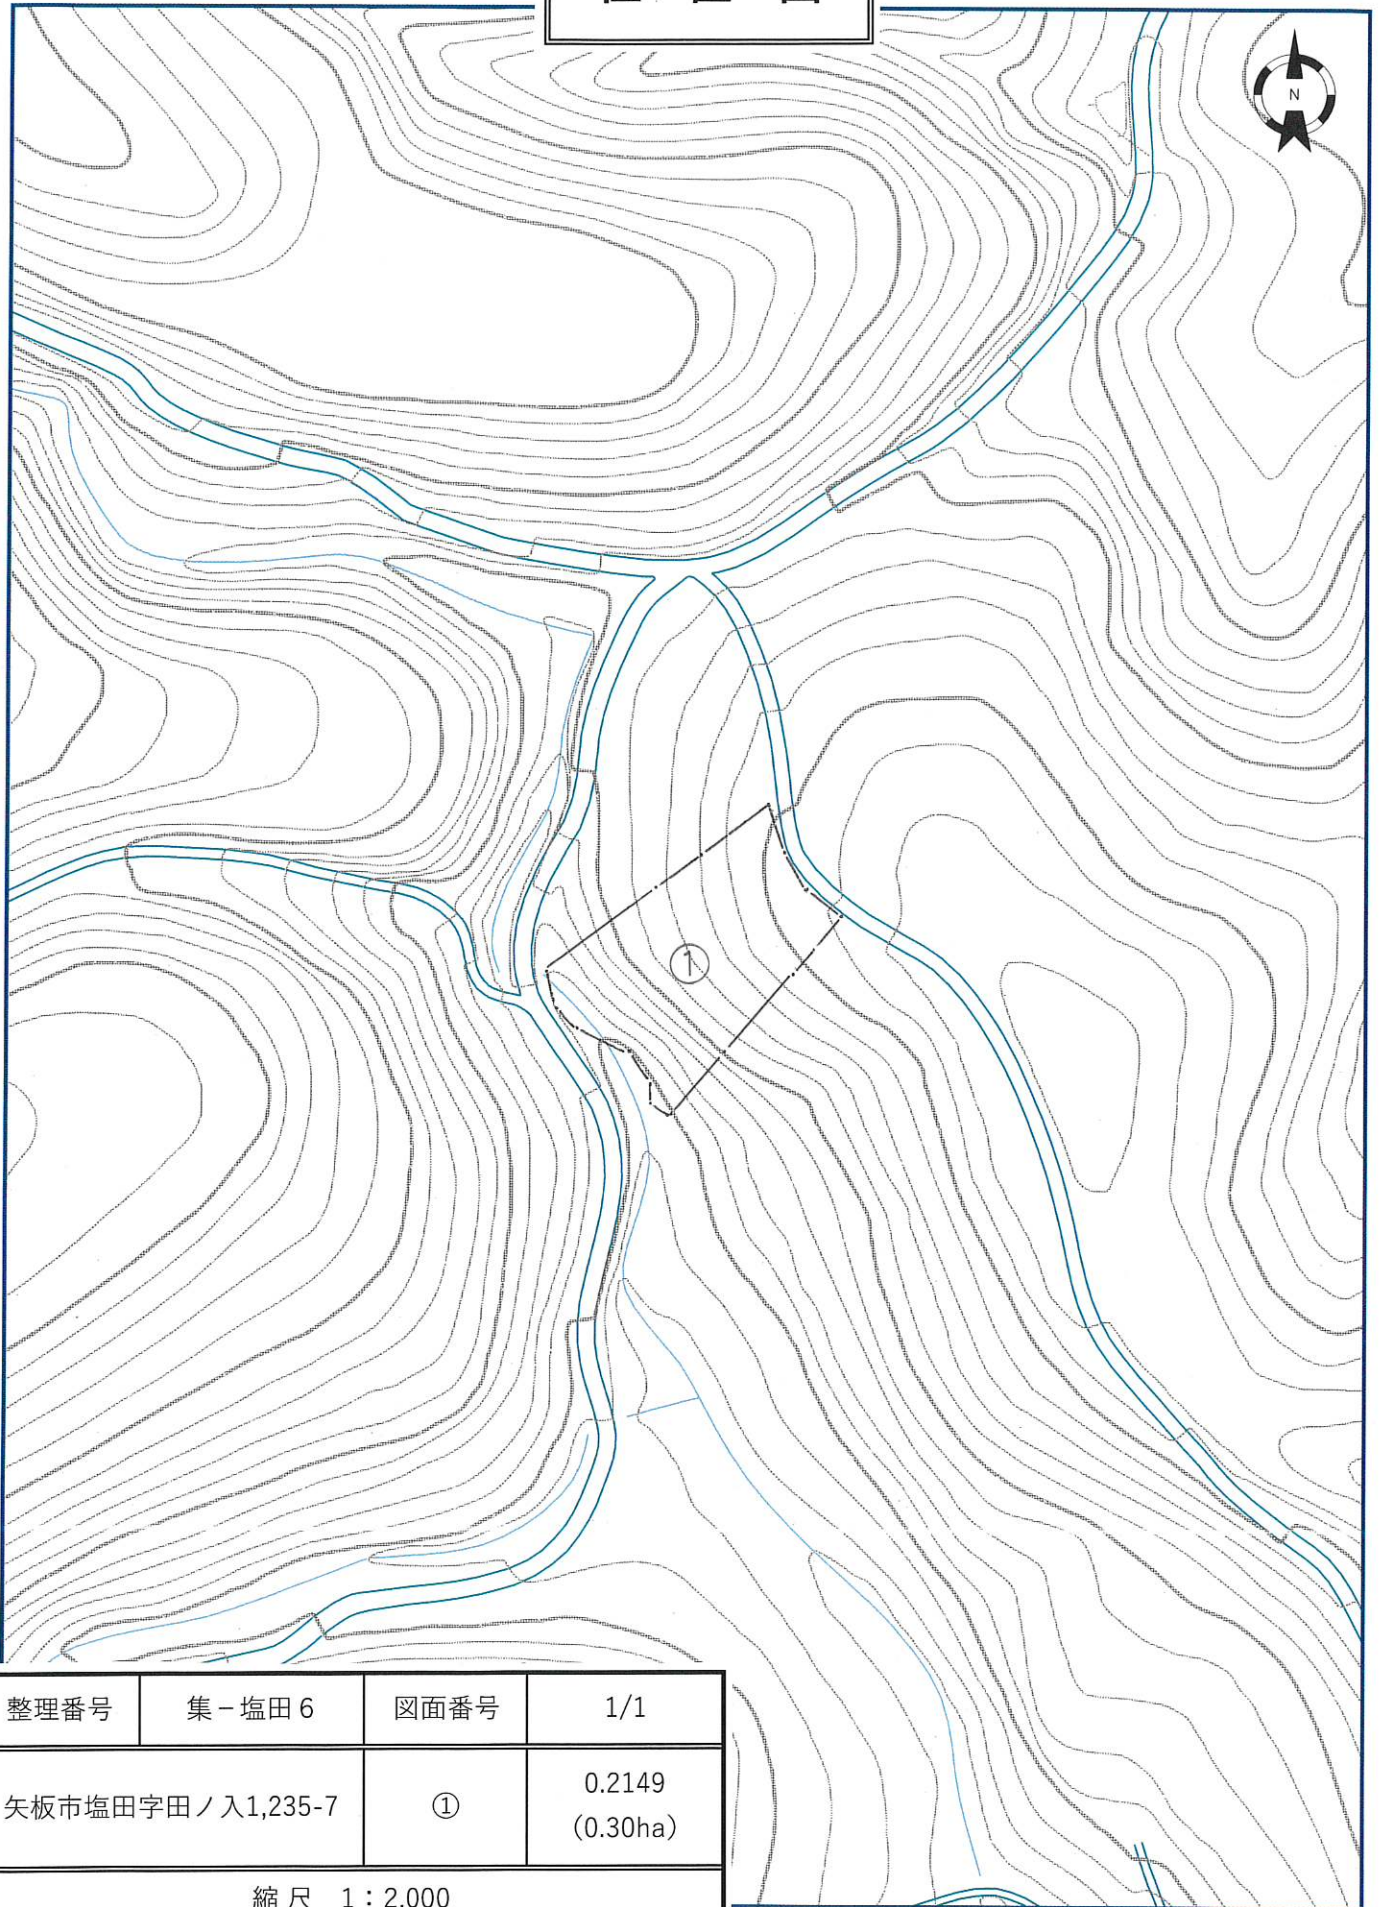 N
①
整理番号 集－塩田６ 図面番号 1/1
矢板市塩田字田ノ入1,235-7 ① 0.2149
(0.30ha)
縮 尺 1：2,000